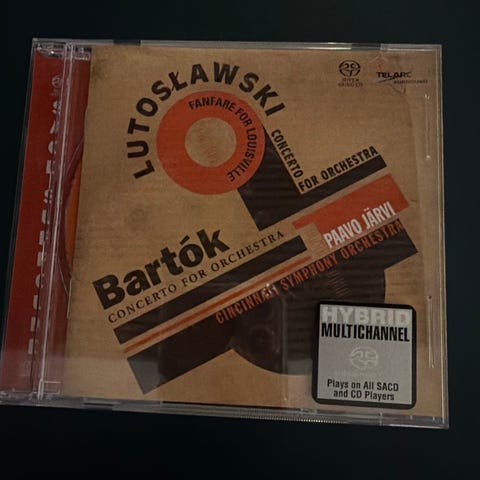 LUTOSŁAWSKI
FANFARE FOR LOUISVILLE
CONCERTO
FOR ORCHESTRA
TELARC
SURROUND
Bartók
CONCERTO FOR ORCHESTRA
PAAVO JÄRVI
CINCINNATI SYMPHONY ORCHESTRA
HYBRID
MULTICHANNEL
Plays on All SACD
and CD Players